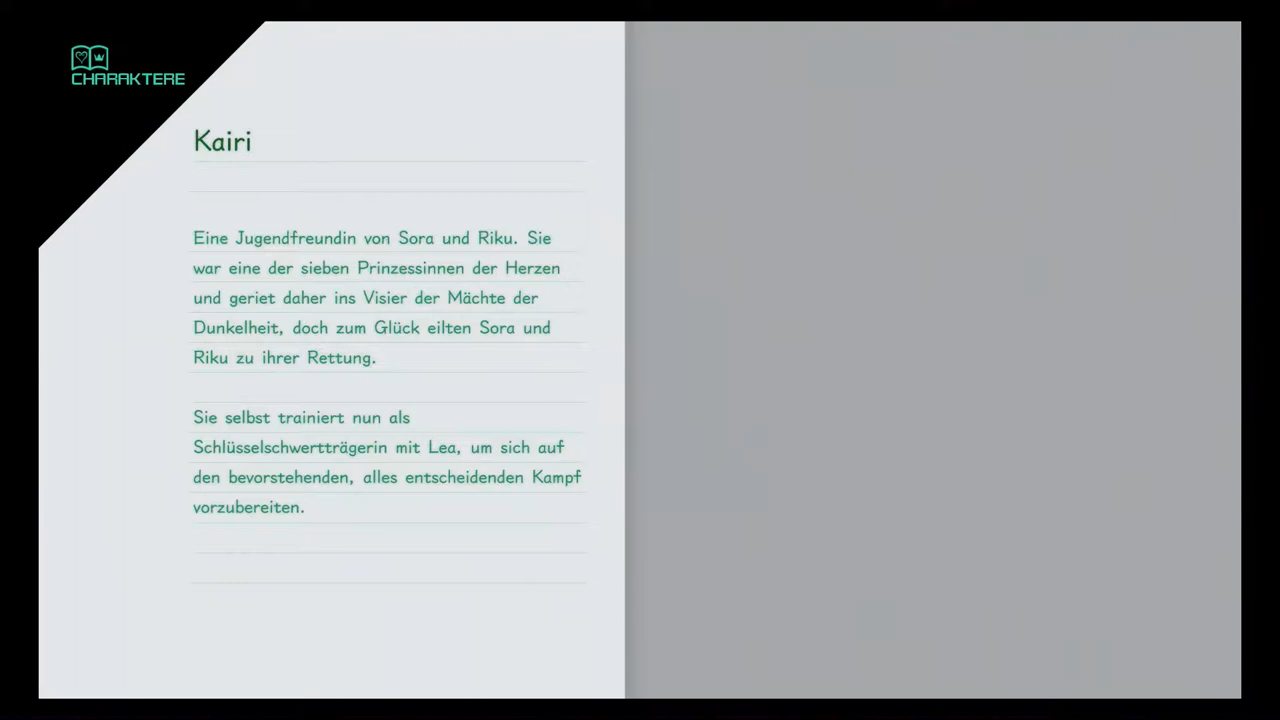 CHARAKTERE
Kairi
Eine Jugendfreundin von Sora und Riku. Sie
war eine der sieben Prinzessinnen der Herzen
und geriet daher ins Visier der Mächte der
Dunkelheit, doch zum Glück eilten Sora und
Riku zu ihrer Rettung.
Sie selbst trainiert nun als
Schlüsselschwertträgerin mit Lea, um sich auf
den bevorstehenden, alles entscheidenden Kampf
vorzubereiten.